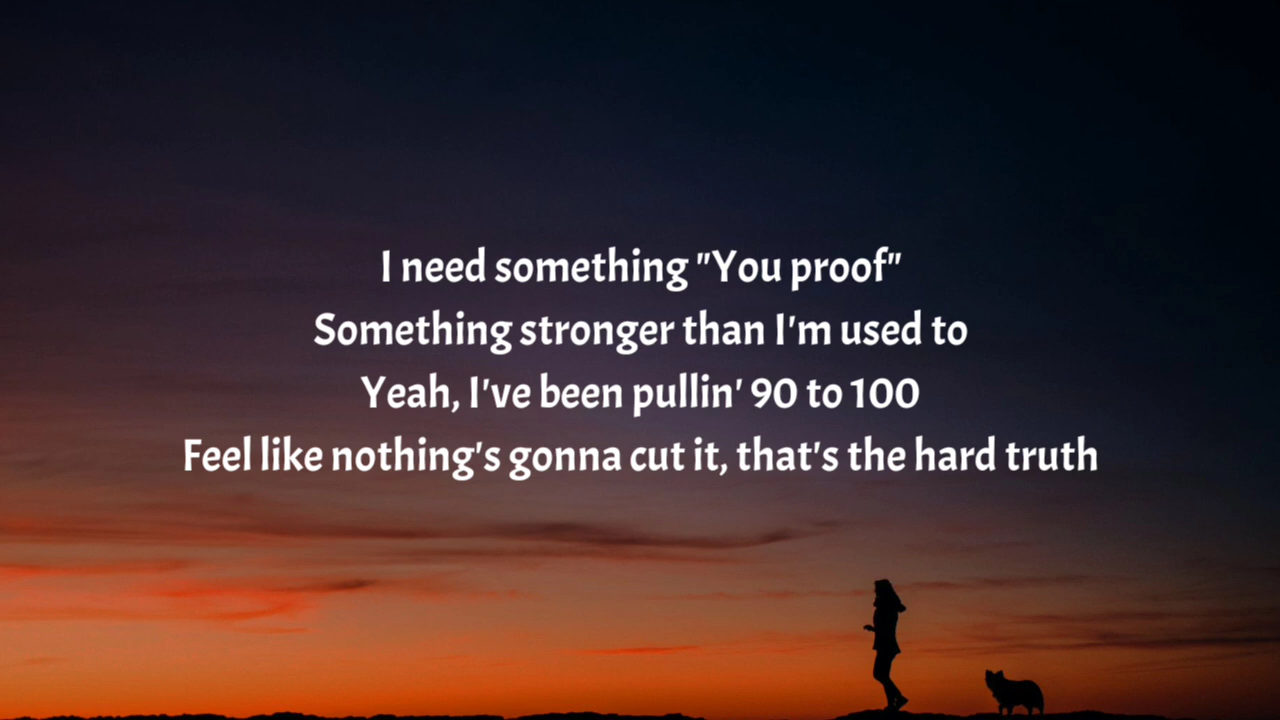 I need something "You proof"
Something stronger than I'm used to
Yeah, I've been pullin' 90 to 100
Feel like nothing's gonna cut it, that's the hard truth